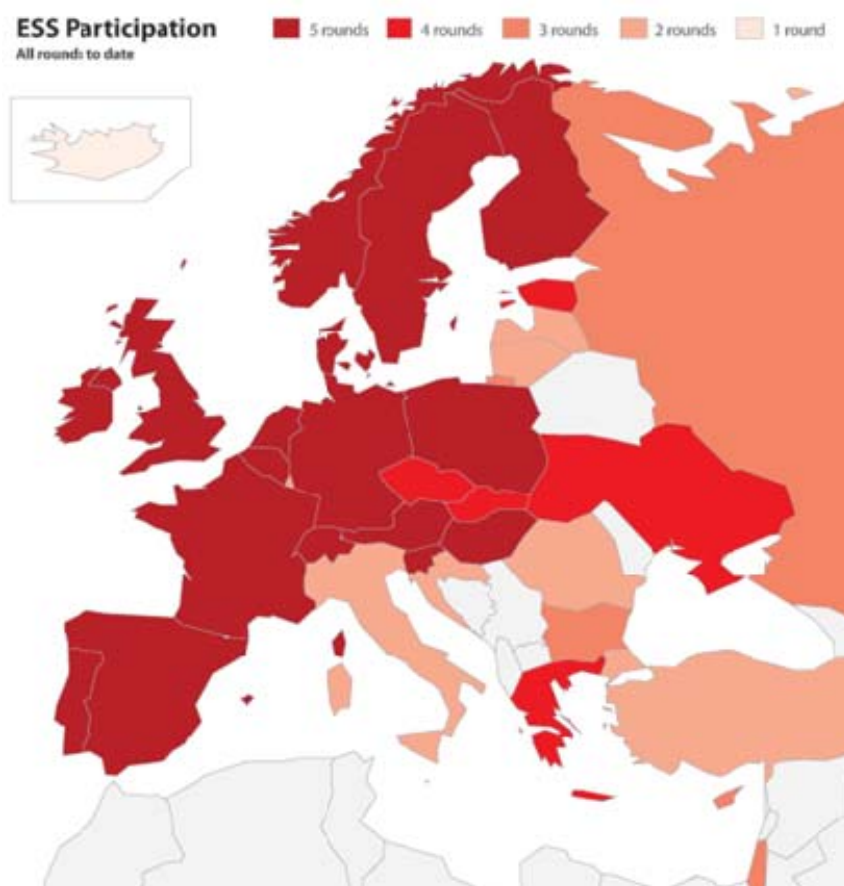 ESS Participation
All rounds to date
5 rounds
4 rounds
3 rounds
2 rounds
1 round